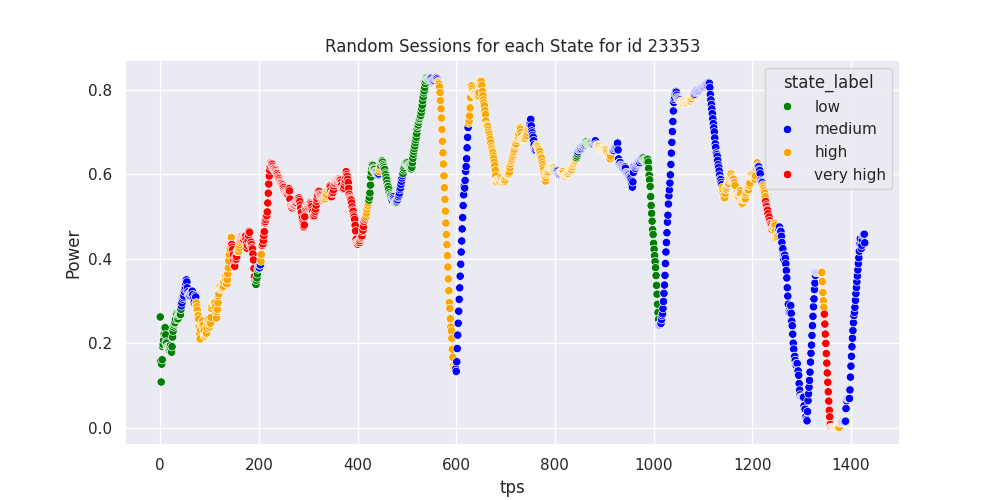 Random Sessions for each State for id 23353
state_label
low
medium
high
very high
Power
0.8
0.6
0.4
0.2
0.0
0 200 400 600 800 1000 1200 1400
tps